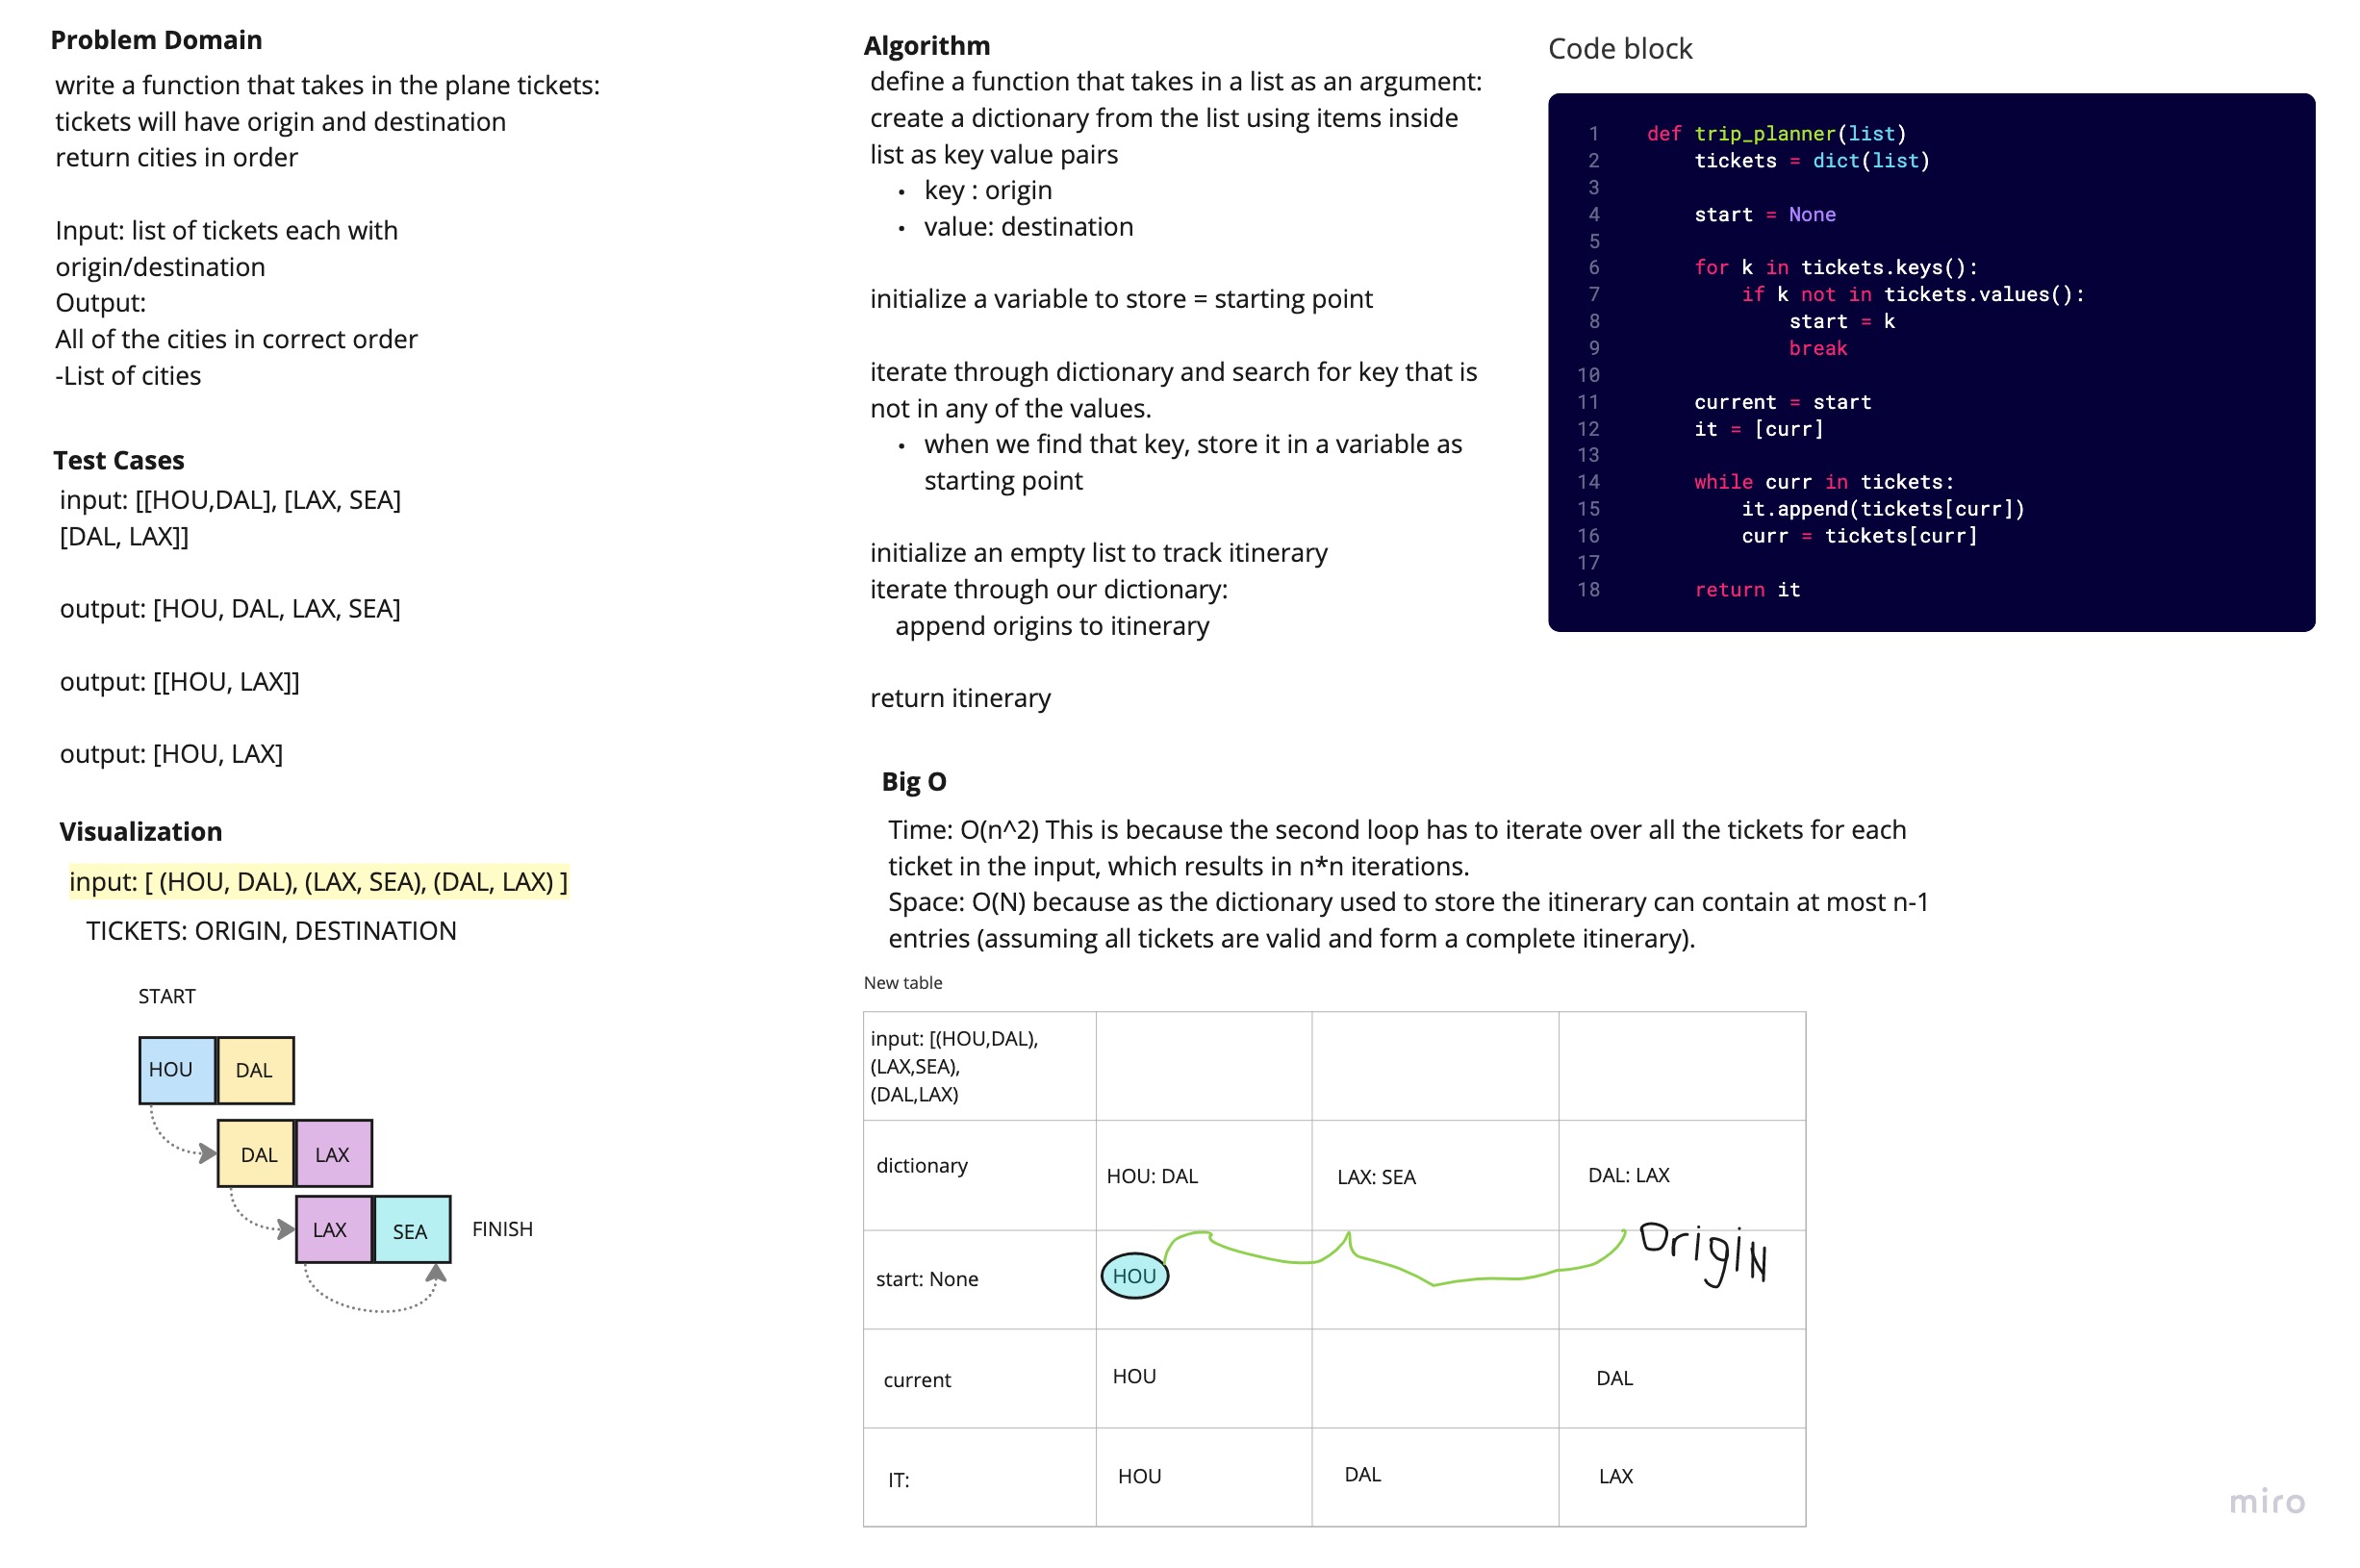 Problem Domain
write a function that takes in the plane tickets:
tickets will have origin and destination
return cities in order
Input: list of tickets each with
origin/destination
Output:
All of the cities in correct order
-List of cities
Test Cases
input: [[HOU,DAL], [LAX, SEA]
[DAL, LAX]]
output: [HOU, DAL, LAX, SEA]
output: [[HOU, LAX]]
output: [HOU, LAX]
Visualization
input: [ (HOU, DAL), (LAX, SEA), (DAL, LAX) ]
TICKETS: ORIGIN, DESTINATION
START
HOU DAL
DAL LAX
LAX SEA FINISH
Algorithm
define a function that takes in a list as an argument:
create a dictionary from the list using items inside
list as key value pairs
• key : origin
• value: destination
initialize a variable to store = starting point
iterate through dictionary and search for key that is
not in any of the values.
• when we find that key, store it in a variable as
starting point
initialize an empty list to track itinerary
iterate through our dictionary:
append origins to itinerary
return itinerary
Code block
1 def trip_planner(list)
2 tickets = dict(list)
3
4 start = None
5
6 for k in tickets.keys():
7 if k not in tickets.values():
8 start = k
9 break
10
11 current = start
12 it = [curr]
13
14 while curr in tickets:
15 it.append(tickets[curr])
16 curr = tickets[curr]
17
18 return it
Big O
Time: O(n^2) This is because the second loop has to iterate over all the tickets for each
ticket in the input, which results in n*n iterations.
Space: O(N) because as the dictionary used to store the itinerary can contain at most n-1
entries (assuming all tickets are valid and form a complete itinerary).
New table
input: [(HOU,DAL),
(LAX,SEA),
(DAL,LAX)
dictionary HOU: DAL LAX: SEA DAL: LAX
start: None HOU OrigiN
current HOU DAL
IT: HOU DAL LAX
miro